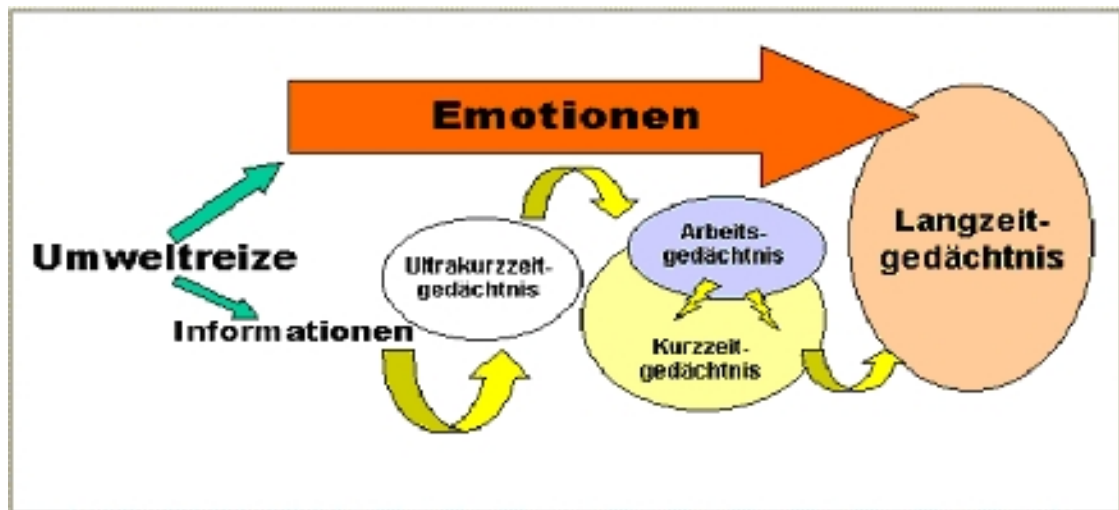 Emotionen
Umweltreize
Informationen
Ultrakurzzeit-
gedächtnis
Arbeits-
gedächtnis
Kurzzeit-
gedächtnis
Langzeit-
gedächtnis